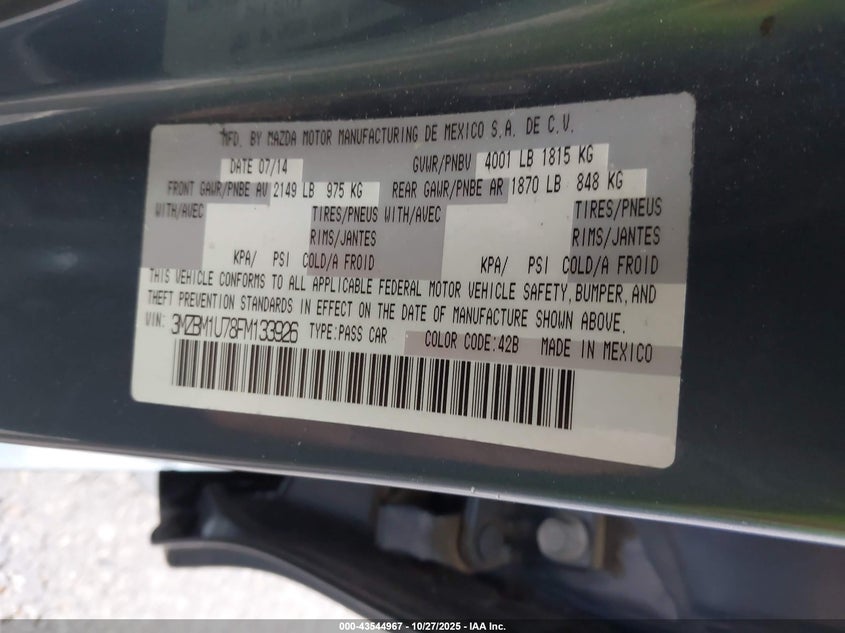 MFD. BY MAZDA MOTOR MANUFACTURING DE MEXICO S.A. DE C.V.
DATE 07/14 GVWR/PNBV 4001 LB 1815 KG
FRONT GAWR/PNBE AV 2149 LB 975 KG REAR GAWR/PNBE AR 1870 LB 848 KG
WITH/AVEC TIRES/PNEUS WITH/AVEC TIRES/PNEUS
RIMS/JANTES RIMS/JANTES
KPA/ PSI COLD/A FROID KPA/ PSI COLD/A FROID
THIS VEHICLE CONFORMS TO ALL APPLICABLE FEDERAL MOTOR VEHICLE SAFETY, BUMPER, AND
THEFT PREVENTION STANDARDS IN EFFECT ON THE DATE OF MANUFACTURE SHOWN ABOVE.
VIN: 3MZBM1U78FM133926 TYPE:PASS CAR COLOR CODE:42B MADE IN MEXICO
000-43544967 - 10/27/2025 - IAA Inc.